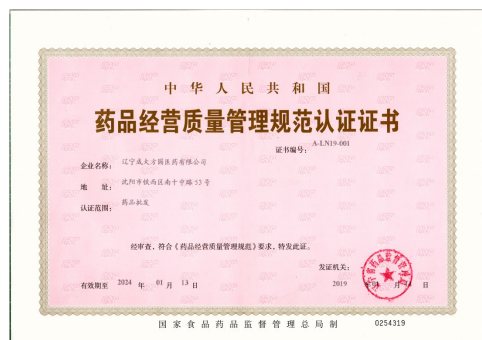 中华人民共和国
药品经营质量管理规范认证证书
证书编号：A-LN19-001
企业名称：辽宁成大方圆医药有限公司
地　址：沈阳市铁西区南十中路53号
认证范围：药品批发
经审查，符合《药品经营质量管理规范》要求，特发此证。
发证机关：
有效期至 2024 年 01 月 13 日
2019 年 月 14 日
国家食品药品监督管理总局制
0254319